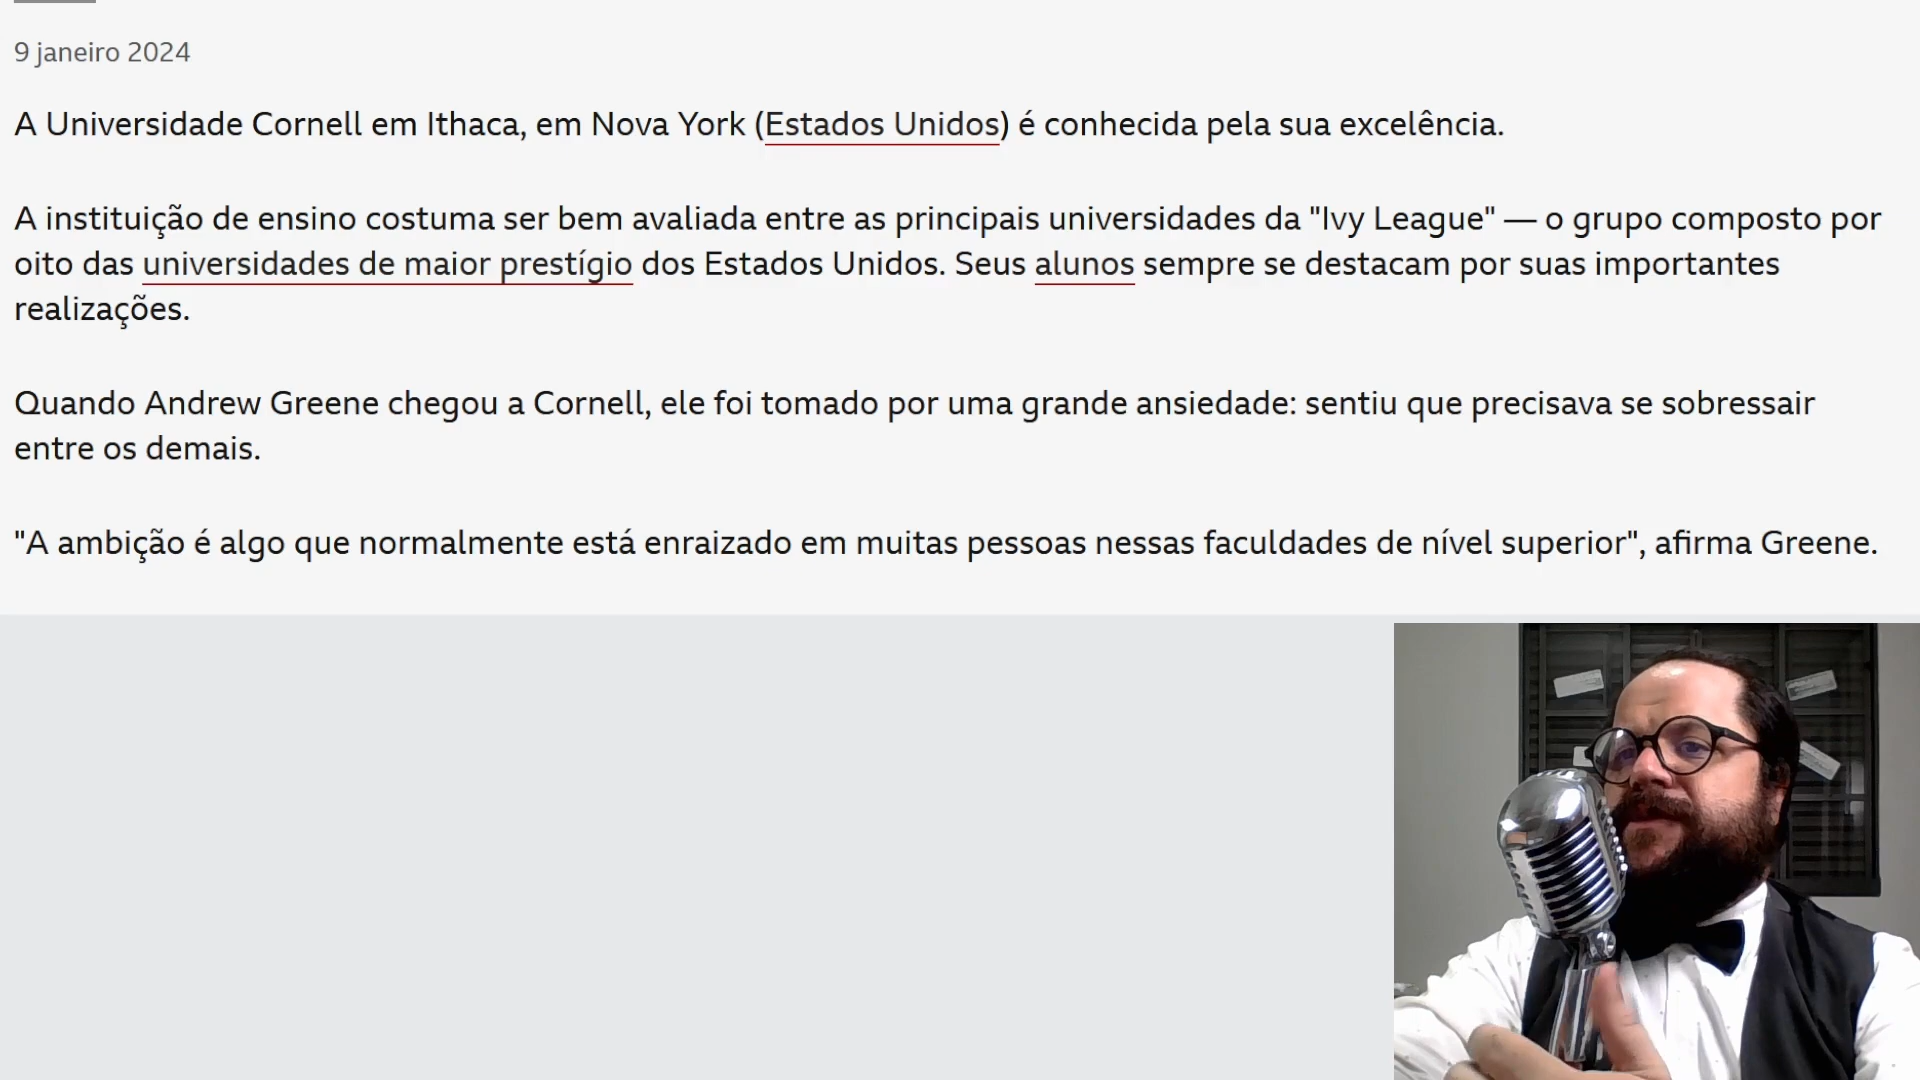 9 janeiro 2024
A Universidade Cornell em Ithaca, em Nova York (Estados Unidos) é conhecida pela sua excelência.
A instituição de ensino costuma ser bem avaliada entre as principais universidades da "Ivy League" — o grupo composto por
oito das universidades de maior prestígio dos Estados Unidos. Seus alunos sempre se destacam por suas importantes
realizações.
Quando Andrew Greene chegou a Cornell, ele foi tomado por uma grande ansiedade: sentiu que precisava se sobressair
entre os demais.
"A ambição é algo que normalmente está enraizado em muitas pessoas nessas faculdades de nível superior", afirma Greene.